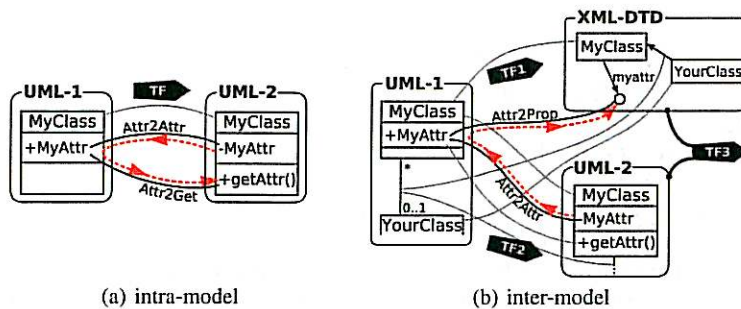 UML-1
TF
UML-2
MyClass
+MyAttr
Attr2Attr
Attr2Get
MyClass
MyAttr
+getAttr()
(a) intra-model
XML-DTD
MyClass
myattr
YourClass
TF1
UML-1
MyClass
+MyAttr
Attr2Prop
*
0..1
YourClass
Attr2Attr
TF2
TF3
UML-2
MyClass
MyAttr
+getAttr()
(b) inter-model